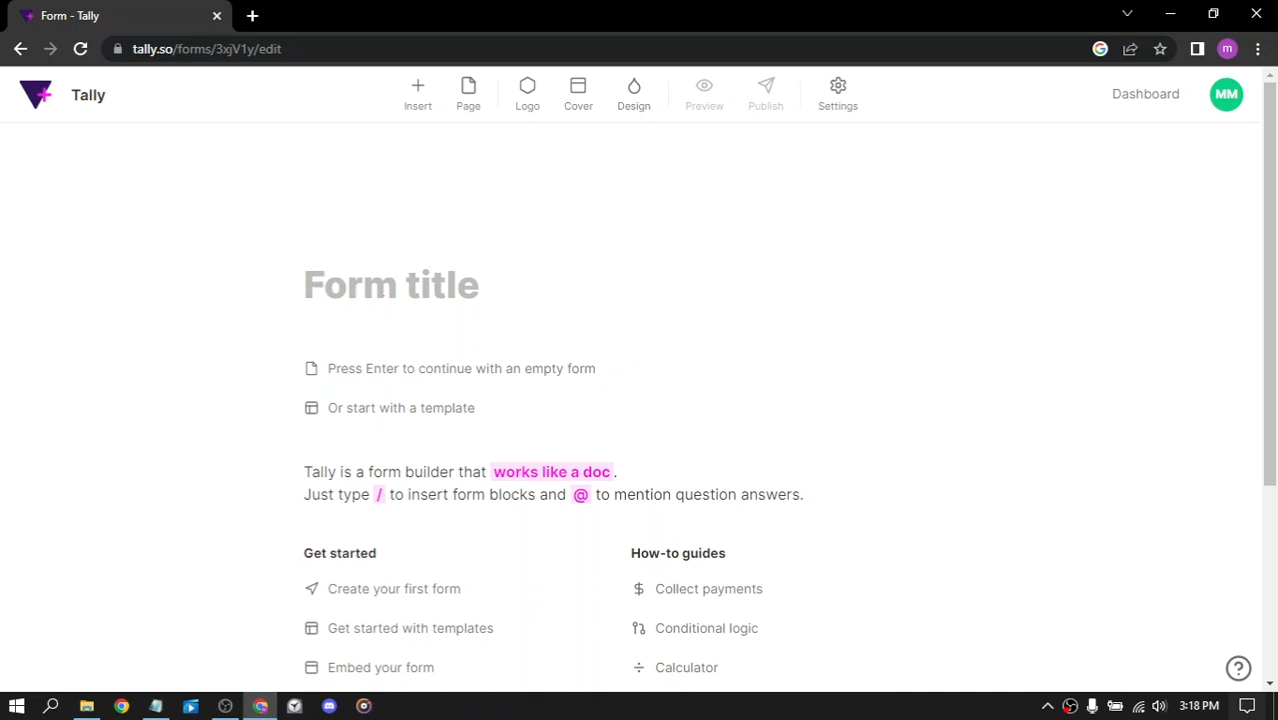 Form - Tally
tally.so/forms/3xjV1y/edit
m
Tally
Insert
Page
Logo
Cover
Design
Preview
Publish
Settings
Dashboard
MM
Form title
Press Enter to continue with an empty form
Or start with a template
Tally is a form builder that works like a doc.
Just type / to insert form blocks and @ to mention question answers.
Get started
How-to guides
Create your first form
Collect payments
Get started with templates
Conditional logic
Embed your form
Calculator
3:18 PM